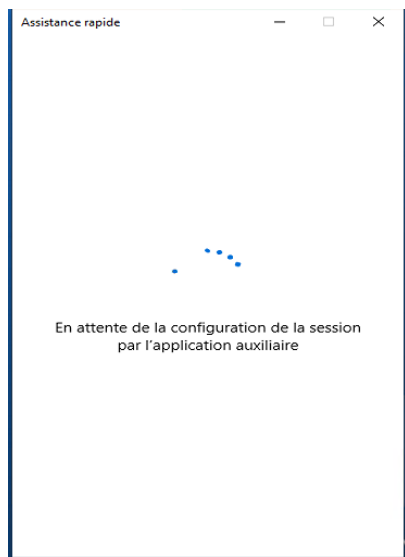 Assistance rapide
En attente de la configuration de la session
par l'application auxiliaire